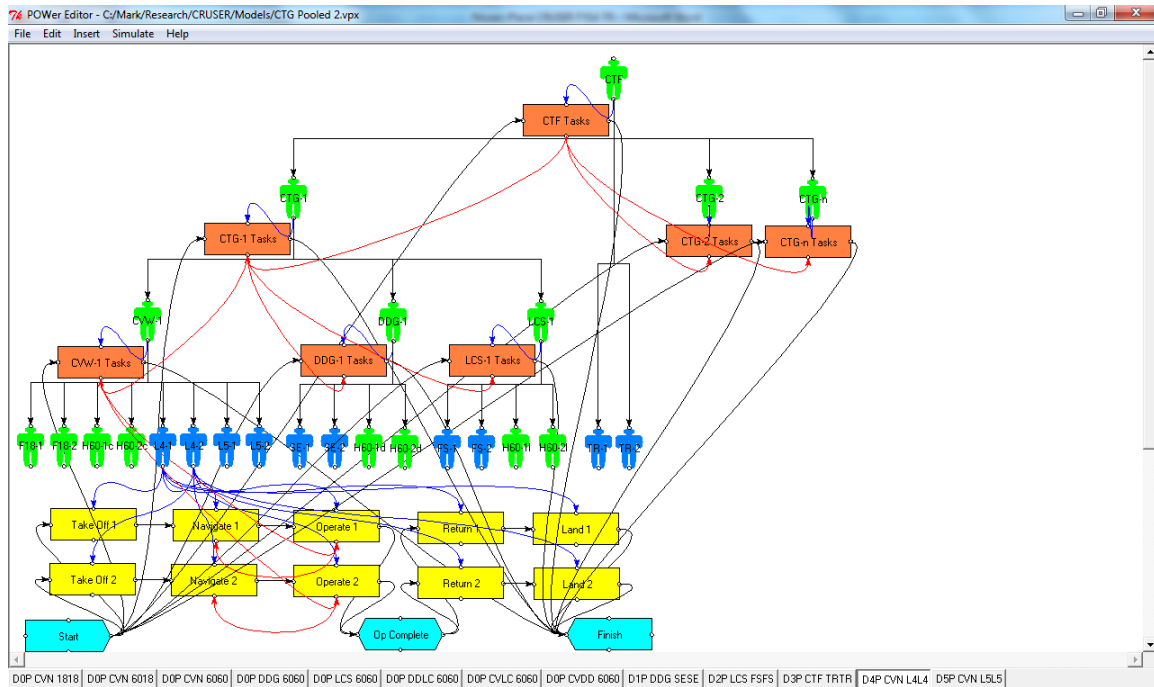 POWer Editor - C:/Mark/Research/CRUSER/Models/CTG Pooled 2.vpx
File Edit Insert Simulate Help
CTF
CTF Tasks
CTG-1
CTG-2
CTG-n
CTG-1 Tasks
CTG-2 Tasks
CTG-n Tasks
CVW-1
DDG-1
LCS-1
CVW-1 Tasks
DDG-1 Tasks
LCS-1 Tasks
F18-1
F18-2
H60-1c
H60-2c
L4-1
L4-2
L5-1
L5-2
SE-1
SE-2
H60-1d
H60-2d
FS-1
FS-2
H60-1l
H60-2l
TR-1
TR-2
Take Off 1
Navigate 1
Operate 1
Return 1
Land 1
Take Off 2
Navigate 2
Operate 2
Return 2
Land 2
Start
Op Complete
Finish
D0P CVN 1818 D0P CVN 6018 D0P CVN 6060 D0P DDG 6060 D0P LCS 6060 D0P DDLC 6060 D0P CVLC 6060 D0P CVDD 6060 D1P DDG SESE D2P LCS FSFS D3P CTF TRTR D4P CVN L4L4 D5P CVN L5L5